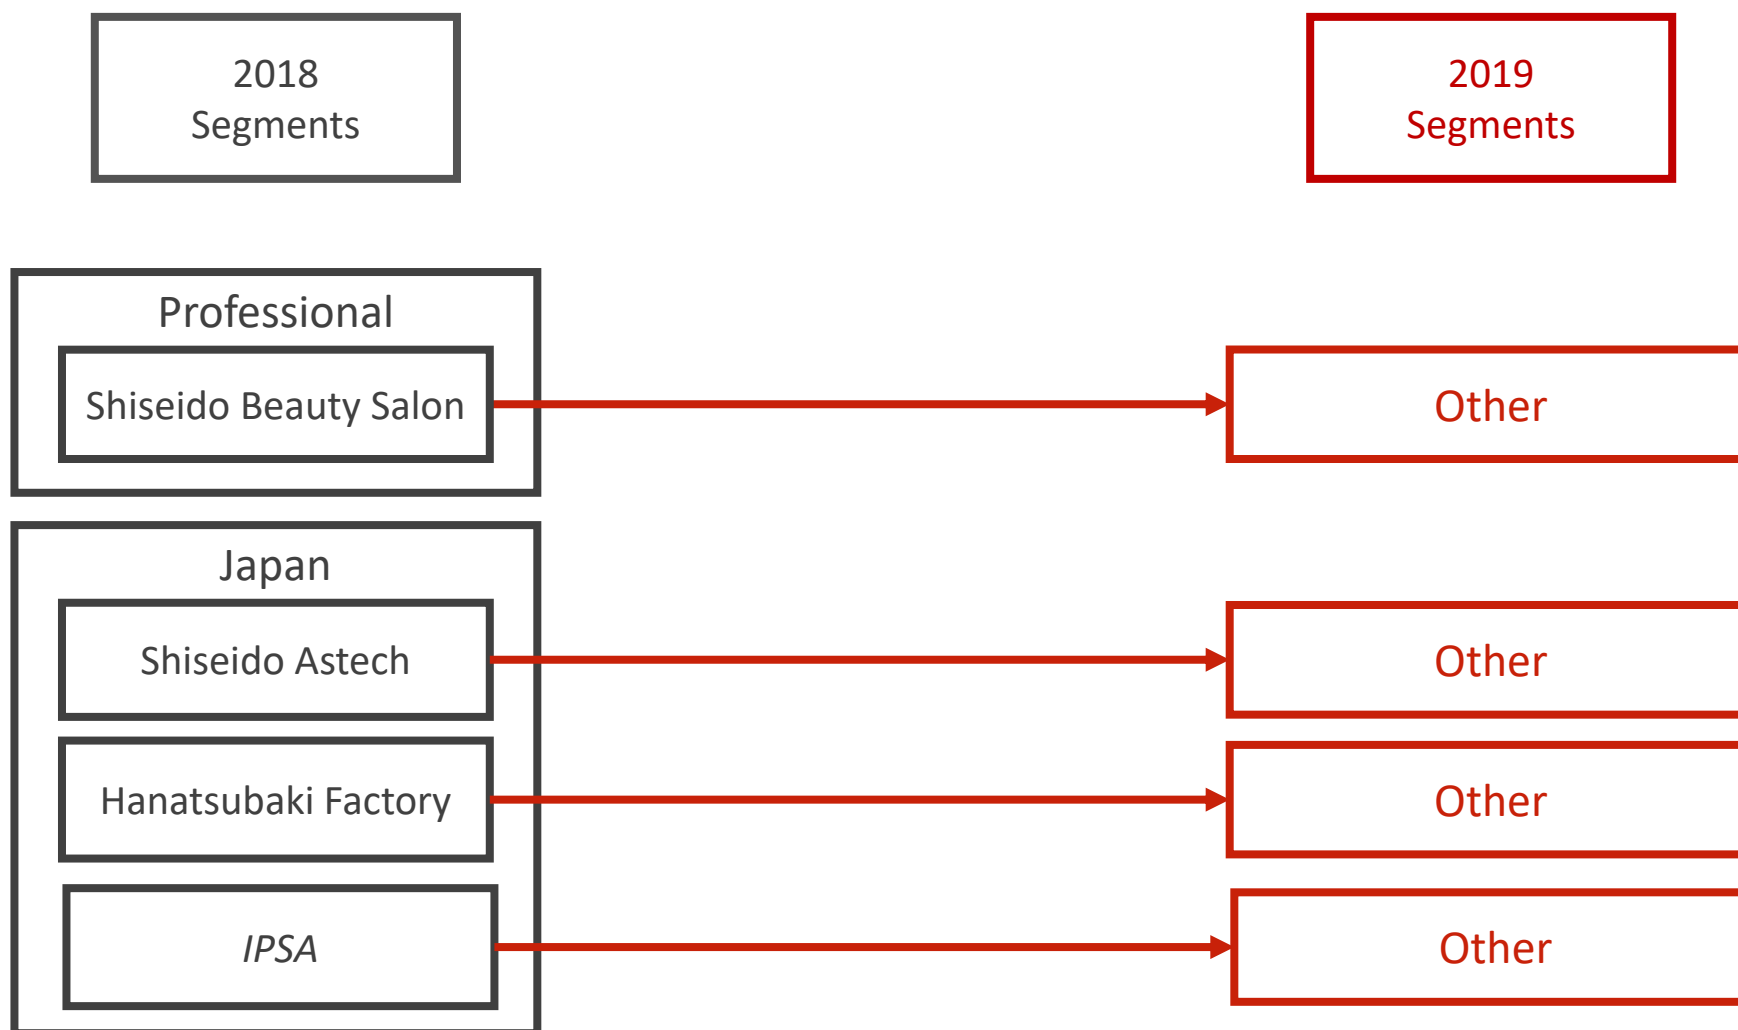 2018
Segments
2019
Segments
Professional
Shiseido Beauty Salon
Other
Japan
Shiseido Astech
Other
Hanatsubaki Factory
Other
IPSA
Other